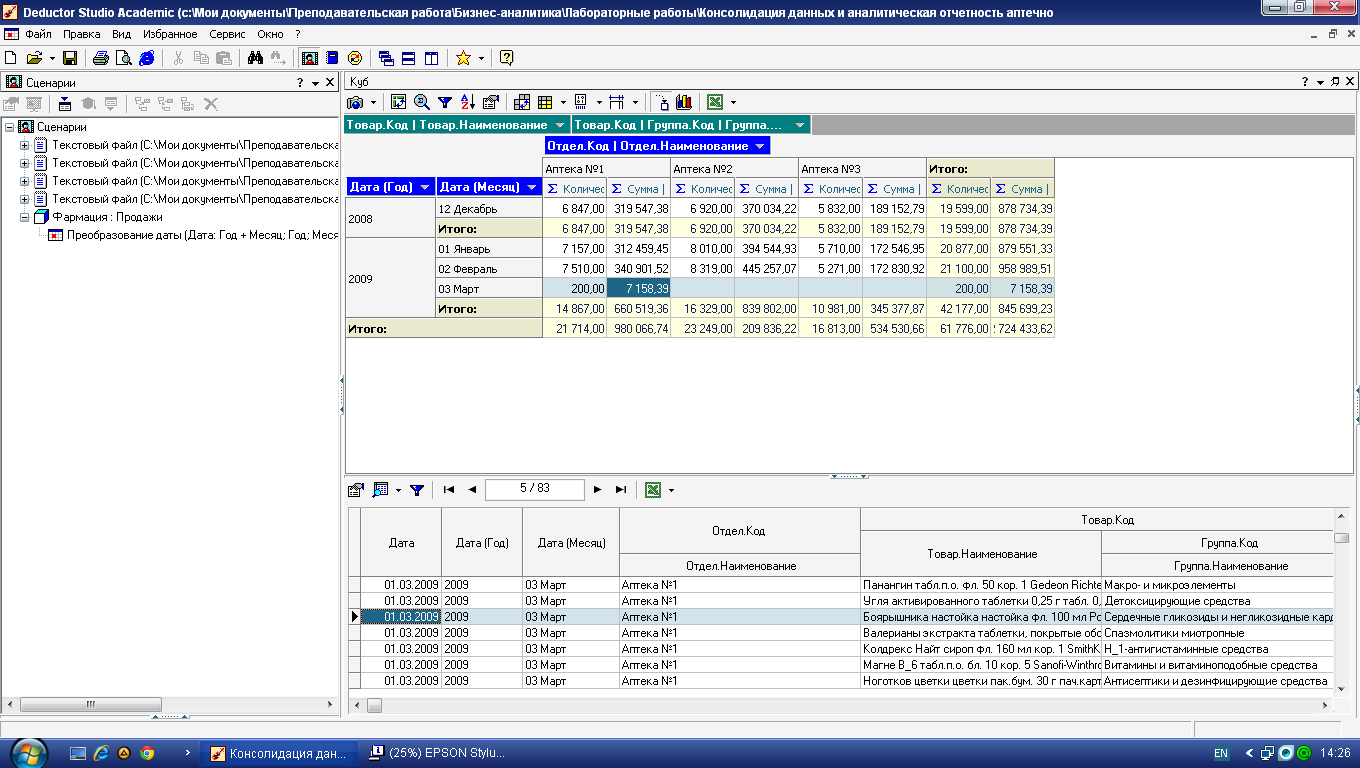 Deductor Studio Academic (c:\Мои документы\Преподавательская работа\Бизнес-аналитика\Лабораторные работы\Консолидация данных и аналитическая отчетность аптечно
Файл Правка Вид Избранное Сервис Окно ?
Сценарии
Куб
Сценарии
Текстовый файл (C:\Мои документы\Преподавательска
Текстовый файл (C:\Мои документы\Преподавательска
Текстовый файл (C:\Мои документы\Преподавательска
Текстовый файл (C:\Мои документы\Преподавательска
Фармация : Продажи
Преобразование даты (Дата: Год + Месяц; Год; Меся
Товар.Код | Товар.Наименование Товар.Код | Группа.Код | Группа....
Отдел.Код | Отдел.Наименование
Аптека №1 Аптека №2 Аптека №3 Итого:
Дата (Год) Дата (Месяц) Σ Количес Σ Сумма | Σ Количес Σ Сумма | Σ Количес Σ Сумма | Σ Количес Σ Сумма |
2008 12 Декабрь 6 847,00 319 547,38 6 920,00 370 034,22 5 832,00 189 152,79 19 599,00 878 734,39
Итого: 6 847,00 319 547,38 6 920,00 370 034,22 5 832,00 189 152,79 19 599,00 878 734,39
2009 01 Январь 7 157,00 312 459,45 8 010,00 394 544,93 5 710,00 172 546,95 20 877,00 879 551,33
02 Февраль 7 510,00 340 901,52 8 319,00 445 257,07 5 271,00 172 830,92 21 100,00 958 989,51
03 Март 200,00 7 158,39 200,00 7 158,39
Итого: 14 867,00 660 519,36 16 329,00 839 802,00 10 981,00 345 377,87 42 177,00 845 699,23
Итого: 21 714,00 980 066,74 23 249,00 209 836,22 16 813,00 534 530,66 61 776,00 724 433,62
5 / 83
Дата Дата (Год) Дата (Месяц) Отдел.Код Товар.Код
Отдел.Наименование Товар.Наименование Группа.Код
Группа.Наименование
01.03.2009 2009 03 Март Аптека №1 Панангин табл.п.о. фл. 50 кор. 1 Gedeon Richte Макро- и микроэлементы
01.03.2009 2009 03 Март Аптека №1 Угля активированного таблетки 0,25 г табл. 0, Детоксицирующие средства
01.03.2009 2009 03 Март Аптека №1 Боярышника настойка настойка фл. 100 мл Ро Сердечные гликозиды и негликозидные кард
01.03.2009 2009 03 Март Аптека №1 Валерианы экстракта таблетки, покрытые обо Спазмолитики миотропные
01.03.2009 2009 03 Март Аптека №1 Колдрекс Найт сироп фл. 160 мл кор. 1 SmithK H_1-антигистаминные средства
01.03.2009 2009 03 Март Аптека №1 Магне B_6 табл.п.о. бл. 10 кор. 5 Sanofi-Winthro Витамины и витаминоподобные средства
01.03.2009 2009 03 Март Аптека №1 Ноготков цветки цветки пак.бум. 30 г пач.карт Антисептики и дезинфицирующие средства
Консолидация дан... (25%) EPSON Stylu... EN 14:26